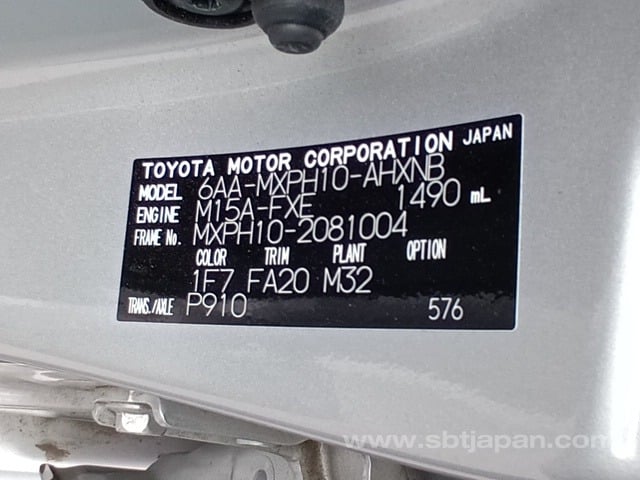 TOYOTA MOTOR CORPORATION JAPAN
MODEL 6AA-MXPH10-AHXNB
ENGINE M15A-FXE 1490 mL
FRAME No. MXPH10-2081004
COLOR TRIM PLANT OPTION
1F7 FA20 M32
TRANS./AXLE P910 576
www.sbtjapan.com